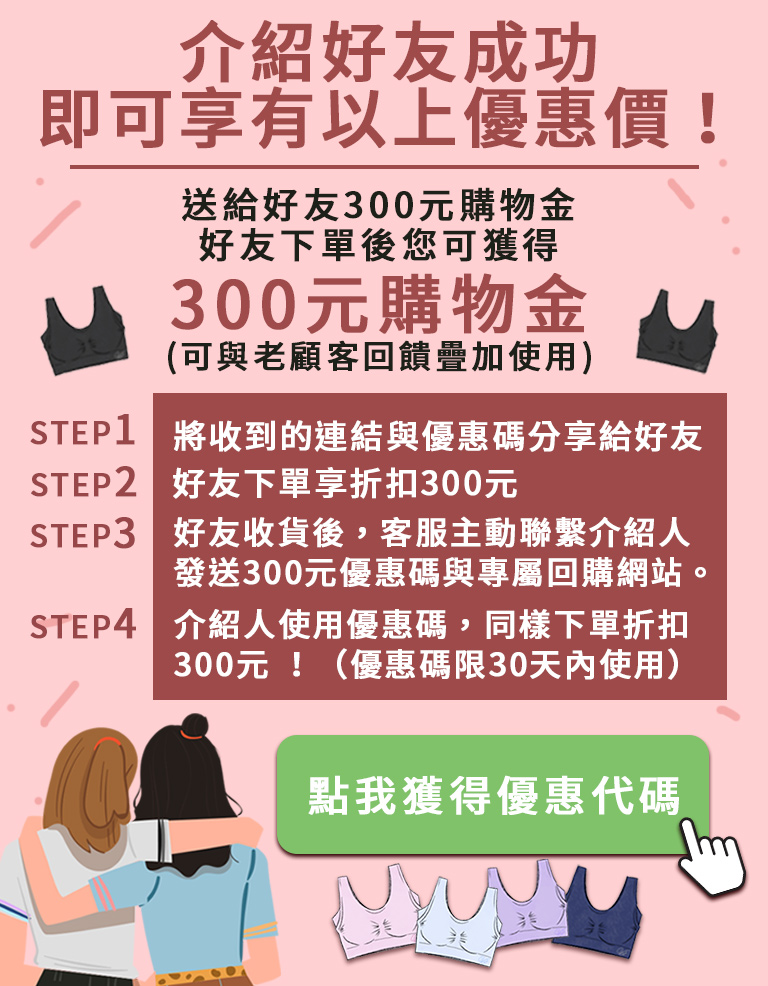 介紹好友成功
即可享有以上優惠價！
送給好友300元購物金
好友下單後您可獲得
300元購物金
(可與老顧客回饋疊加使用)
STEP1 將收到的連結與優惠碼分享給好友
STEP2 好友下單享折扣300元
STEP3 好友收貨後，客服主動聯繫介紹人
發送300元優惠碼與專屬回購網站。
STEP4 介紹人使用優惠碼，同樣下單折扣
300元 ！（優惠碼限30天內使用）
點我獲得優惠代碼